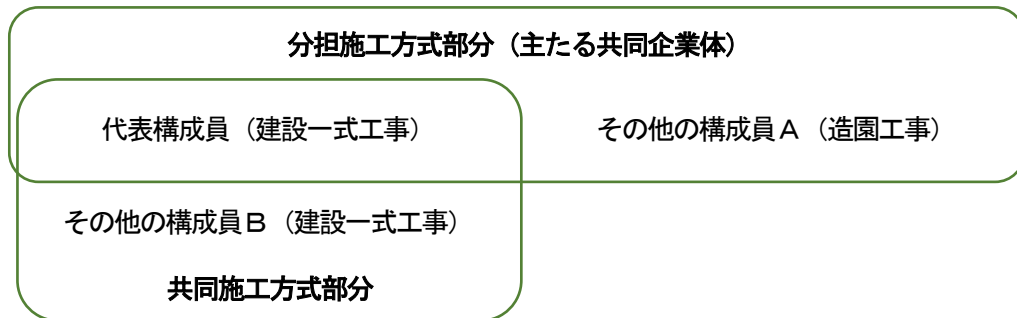 分担施工方式部分（主たる共同企業体）
代表構成員（建設一式工事）
その他の構成員Ａ（造園工事）
その他の構成員Ｂ（建設一式工事）
共同施工方式部分